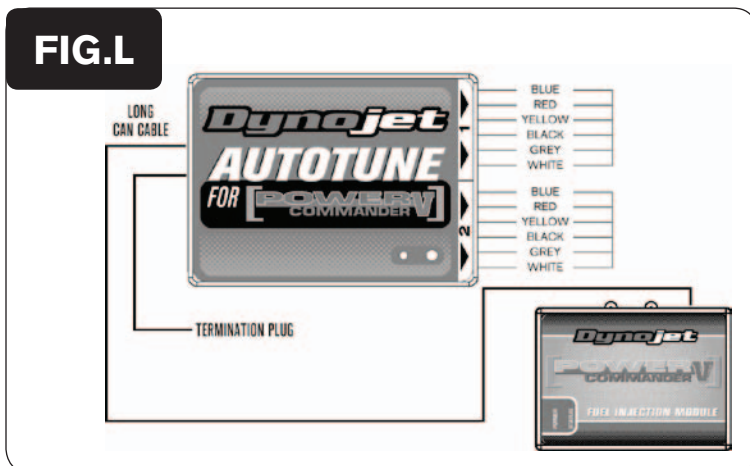 FIG.L
LONG
CAN CABLE
Dynojet
AUTOTUNE
FOR [POWER
COMMANDER V]
1
2
BLUE
RED
YELLOW
BLACK
GREY
WHITE
BLUE
RED
YELLOW
BLACK
GREY
WHITE
TERMINATION PLUG
Dynojet
[POWER
COMMANDER V]
FUEL INJECTION MODULE